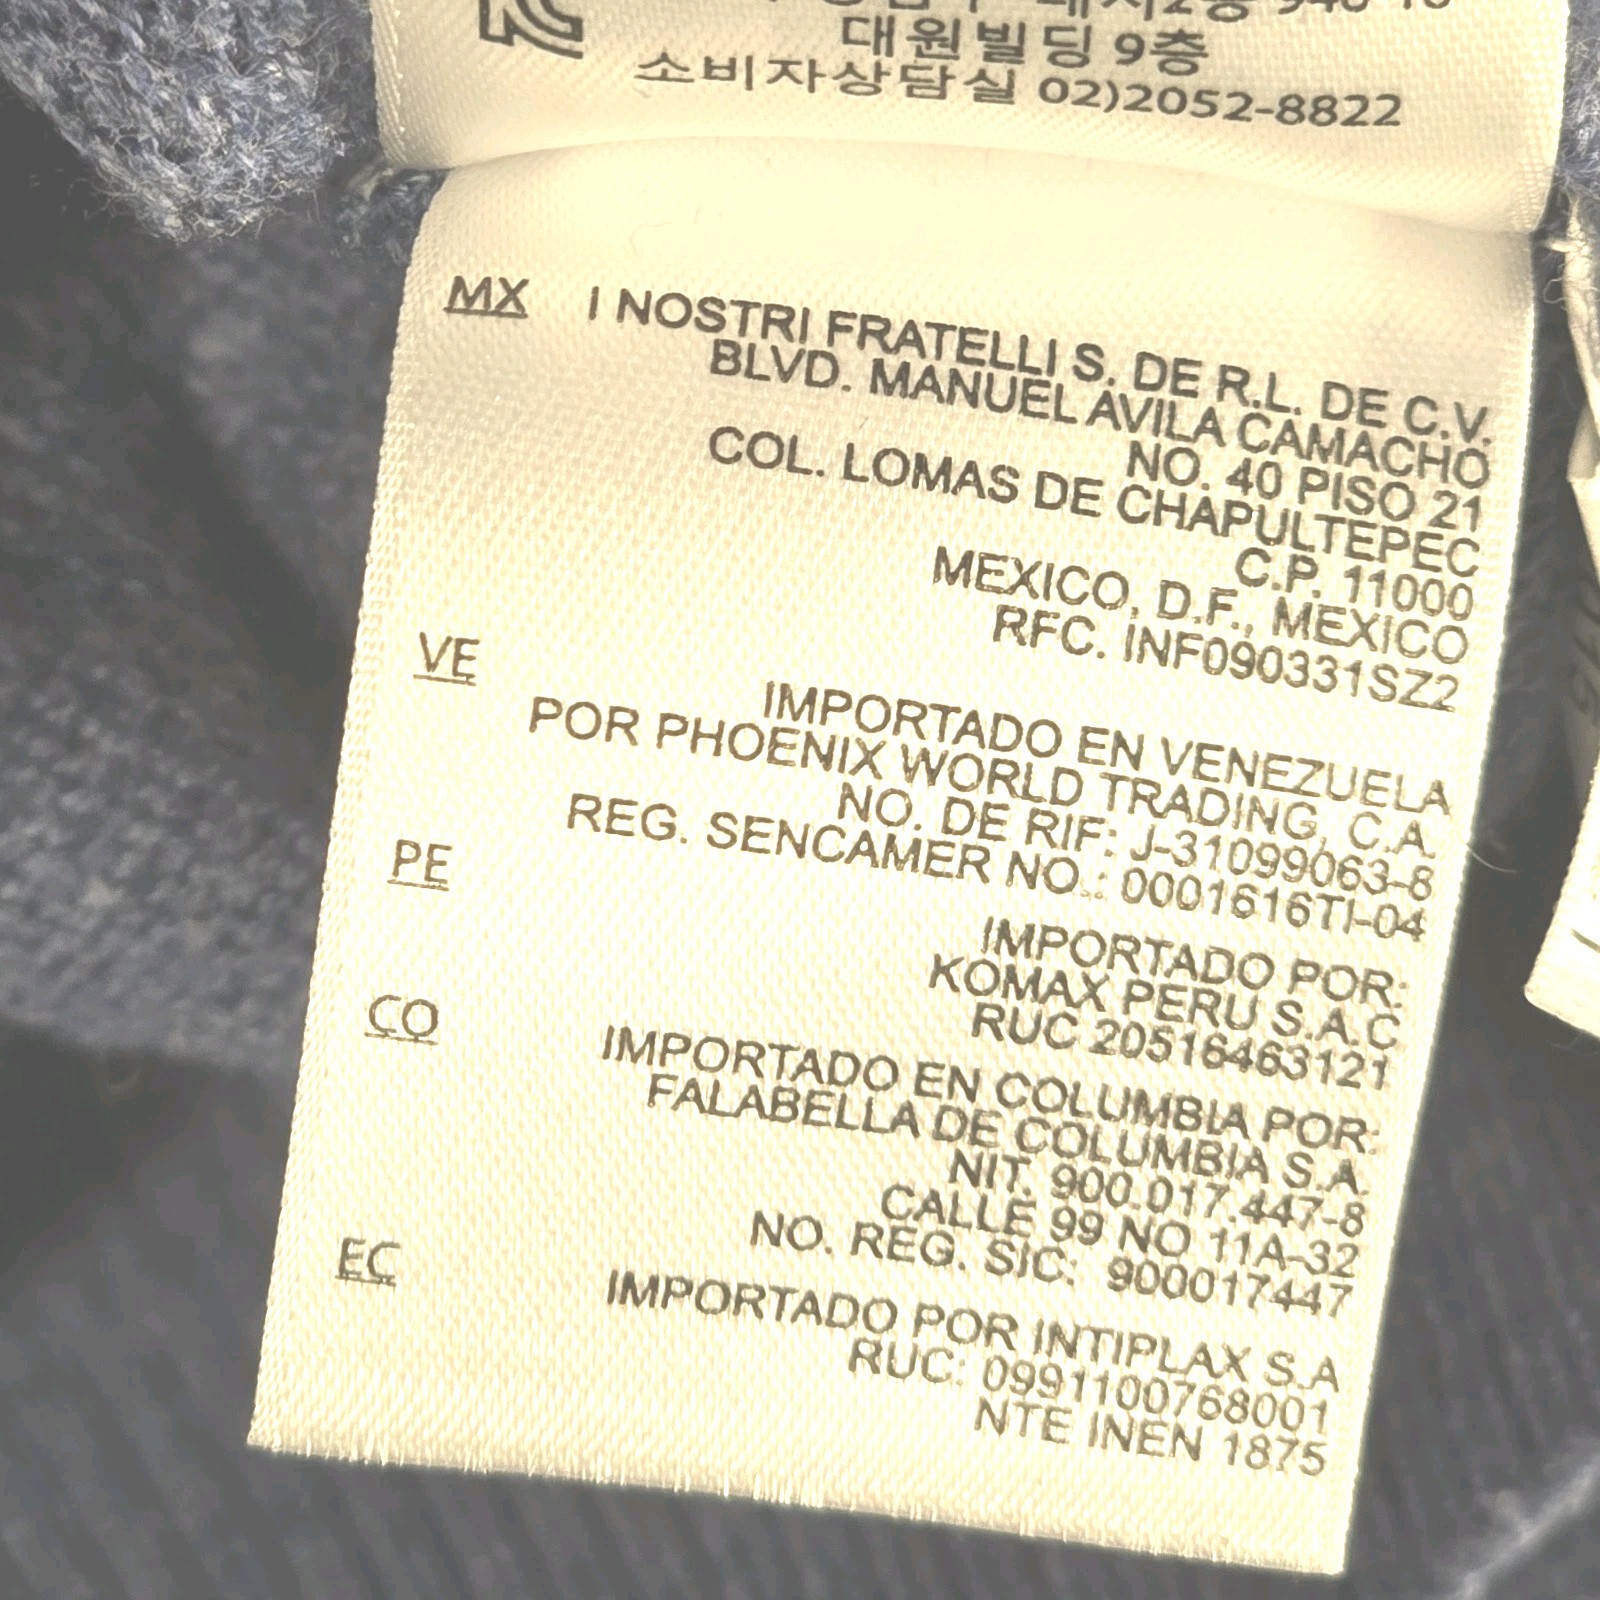 대원빌딩 9층
소비자상담실 02)2052-8822
MX I NOSTRI FRATELLI S. DE R.L. DE C.V.
BLVD. MANUEL AVILA CAMACHO
NO. 40 PISO 21
COL. LOMAS DE CHAPULTEPEC
C.P. 11000
MEXICO, D.F., MEXICO
RFC. INF090331SZ2
VE IMPORTADO EN VENEZUELA
POR PHOENIX WORLD TRADING, C.A.
NO. DE RIF: J-31099063-8
REG. SENCAMER NO.: 0001616TI-04
PE IMPORTADO POR:
KOMAX PERU S.A.C
RUC 20516463121
CO IMPORTADO EN COLUMBIA POR:
FALABELLA DE COLUMBIA S.A.
NIT. 900.017.447-8
CALLE 99 NO 11A-32
NO. REG. SIC: 900017447
EC IMPORTADO POR INTIPLAX S.A
RUC: 0991100768001
NTE INEN 1875